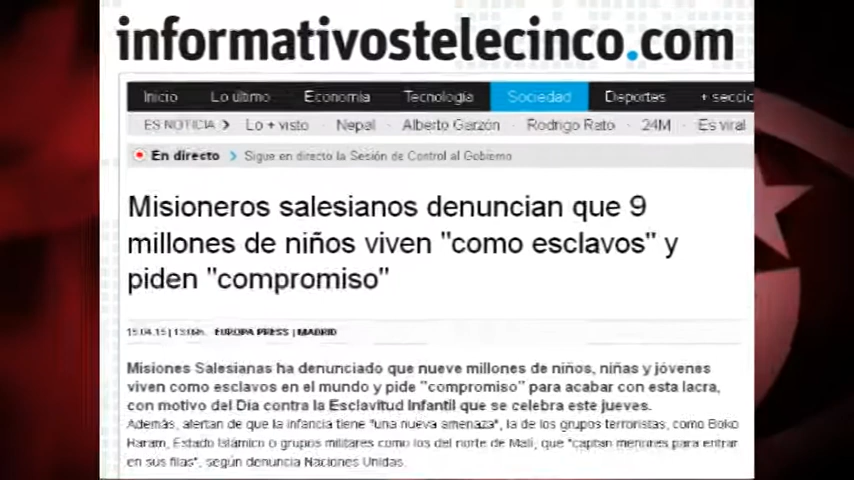 informativostelecinco.com
Inicio Lo último Economía Tecnología Sociedad Deportes + secció
ES NOTICIA > Lo + visto · Nepal · Alberto Garzón · Rodrigo Rato · 24M · Es viral
En directo > Sigue en directo la Sesión de Control al Gobierno
Misioneros salesianos denuncian que 9
millones de niños viven "como esclavos" y
piden "compromiso"
15.04.15 | EUROPA PRESS | MADRID
Misiones Salesianas ha denunciado que nueve millones de niños, niñas y jóvenes
viven como esclavos en el mundo y pide "compromiso" para acabar con esta lacra,
con motivo del Día contra la Esclavitud Infantil que se celebra este jueves.
Además, alertan de que la infancia tiene "una nueva amenaza", la de los grupos terroristas, como Boko
Haram, Estado Islámico o grupos militares como los del norte de Malí, que "captan menores para entrar
en sus filas", según denuncia Naciones Unidas.